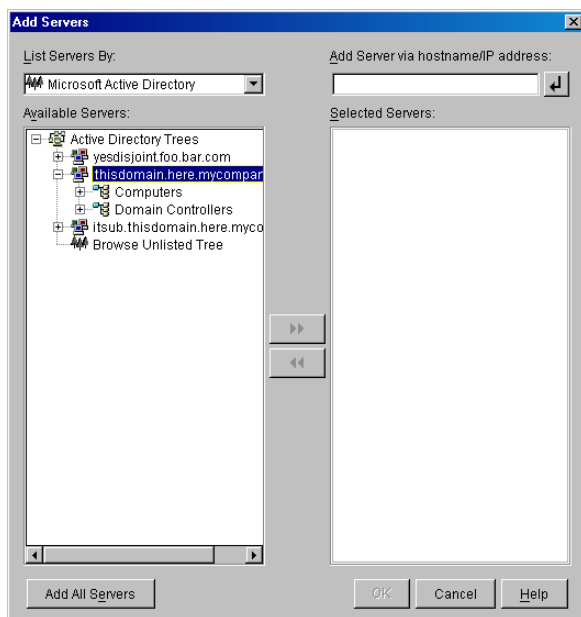 Add Servers
List Servers By:
Microsoft Active Directory
Add Server via hostname/IP address:
Available Servers:
Active Directory Trees
yesdisjoint.foo.bar.com
thisdomain.here.mycompar
Computers
Domain Controllers
itsub.thisdomain.here.myco
Browse Unlisted Tree
Selected Servers:
Add All Servers
OK
Cancel
Help